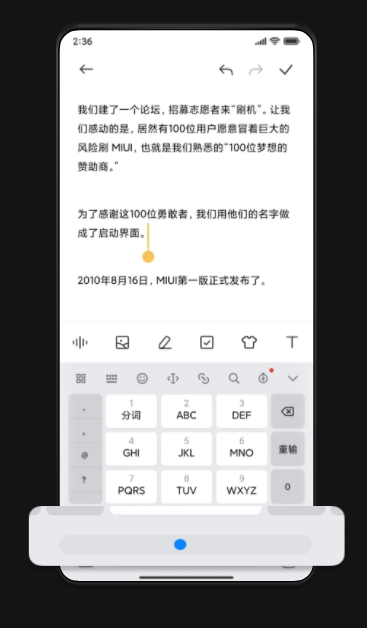 2:36
我们建了一个论坛，招募志愿者来“刷机”。让我
们感动的是，居然有100位用户愿意冒着巨大的
风险刷 MIUI，也就是我们熟悉的“100位梦想的
赞助商。”
为了感谢这100位勇敢者，我们用他们的名字做
成了启动界面。
2010年8月16日，MIUI第一版正式发布了。
T
1
分词
2
ABC
3
DEF
。
@
?
4
GHI
5
JKL
6
MNO
重输
7
PQRS
8
TUV
9
WXYZ
0